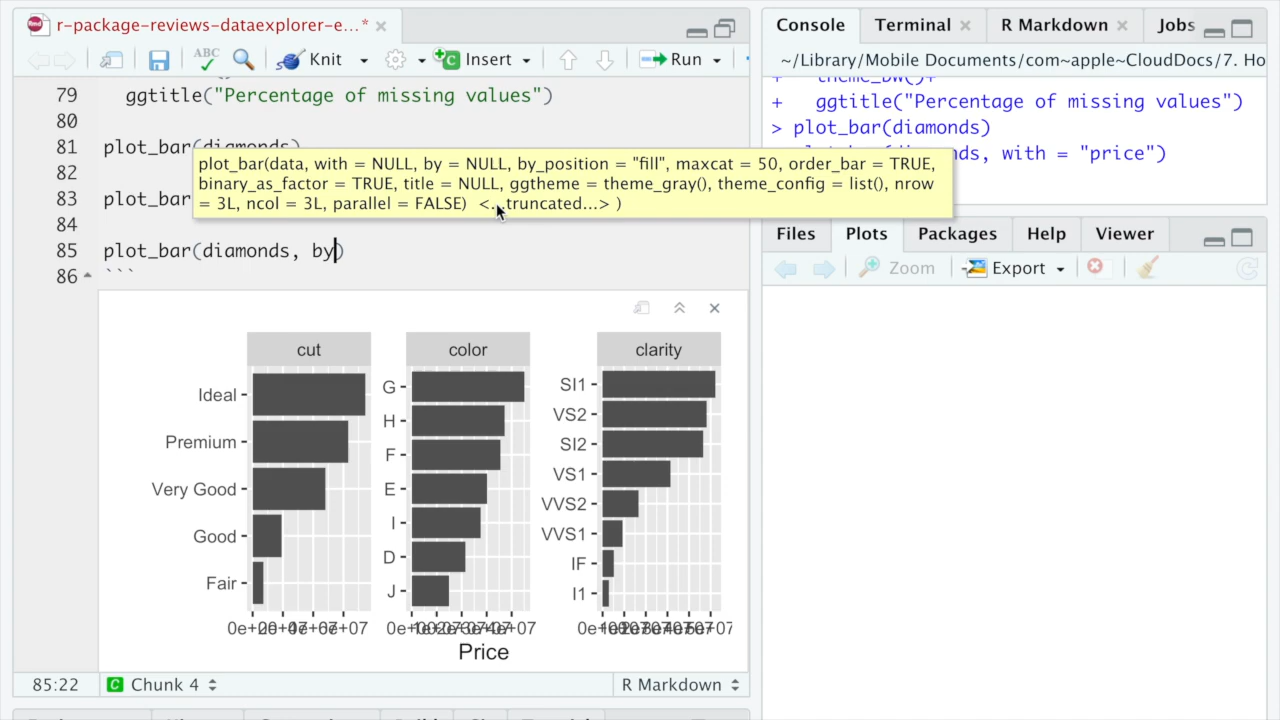 r-package-reviews-dataexplorer-e...*
Knit
Insert
Run
79 ggtitle("Percentage of missing values")
80
81 plot_bar(diamonds)
82
83 plot_bar
84
85 plot_bar(diamonds, by)
86 ```
plot_bar(data, with = NULL, by = NULL, by_position = "fill", maxcat = 50, order_bar = TRUE,
binary_as_factor = TRUE, title = NULL, ggtheme = theme_gray(), theme_config = list(), nrow
= 3L, ncol = 3L, parallel = FALSE) <...truncated...> )
cut
Ideal
Premium
Very Good
Good
Fair
color
G
H
F
E
I
D
J
clarity
SI1
VS2
SI2
VS1
VVS2
VVS1
IF
I1
Price
85:22
Chunk 4
R Markdown
Console
Terminal
R Markdown
Jobs
~/Library/Mobile Documents/com~apple~CloudDocs/7. Ho
+ theme_bw()+
+ ggtitle("Percentage of missing values")
> plot_bar(diamonds)
ds, with = "price")
Files
Plots
Packages
Help
Viewer
Zoom
Export